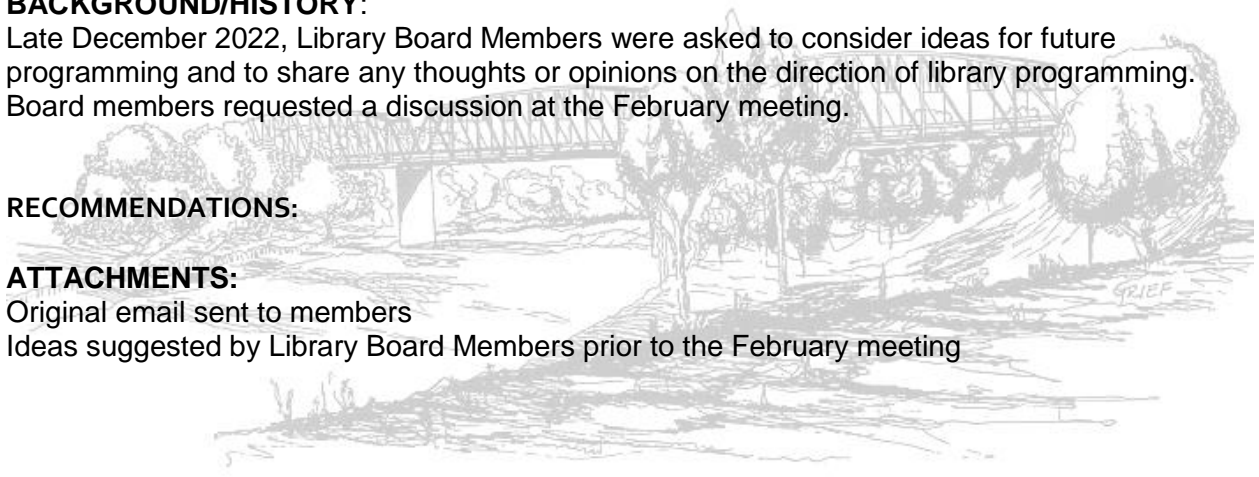 BACKGROUND/HISTORY:
Late December 2022, Library Board Members were asked to consider ideas for future
programming and to share any thoughts or opinions on the direction of library programming.
Board members requested a discussion at the February meeting.
RECOMMENDATIONS:
ATTACHMENTS:
GRIEF
Original email sent to members
Ideas suggested by Library Board Members prior to the February meeting